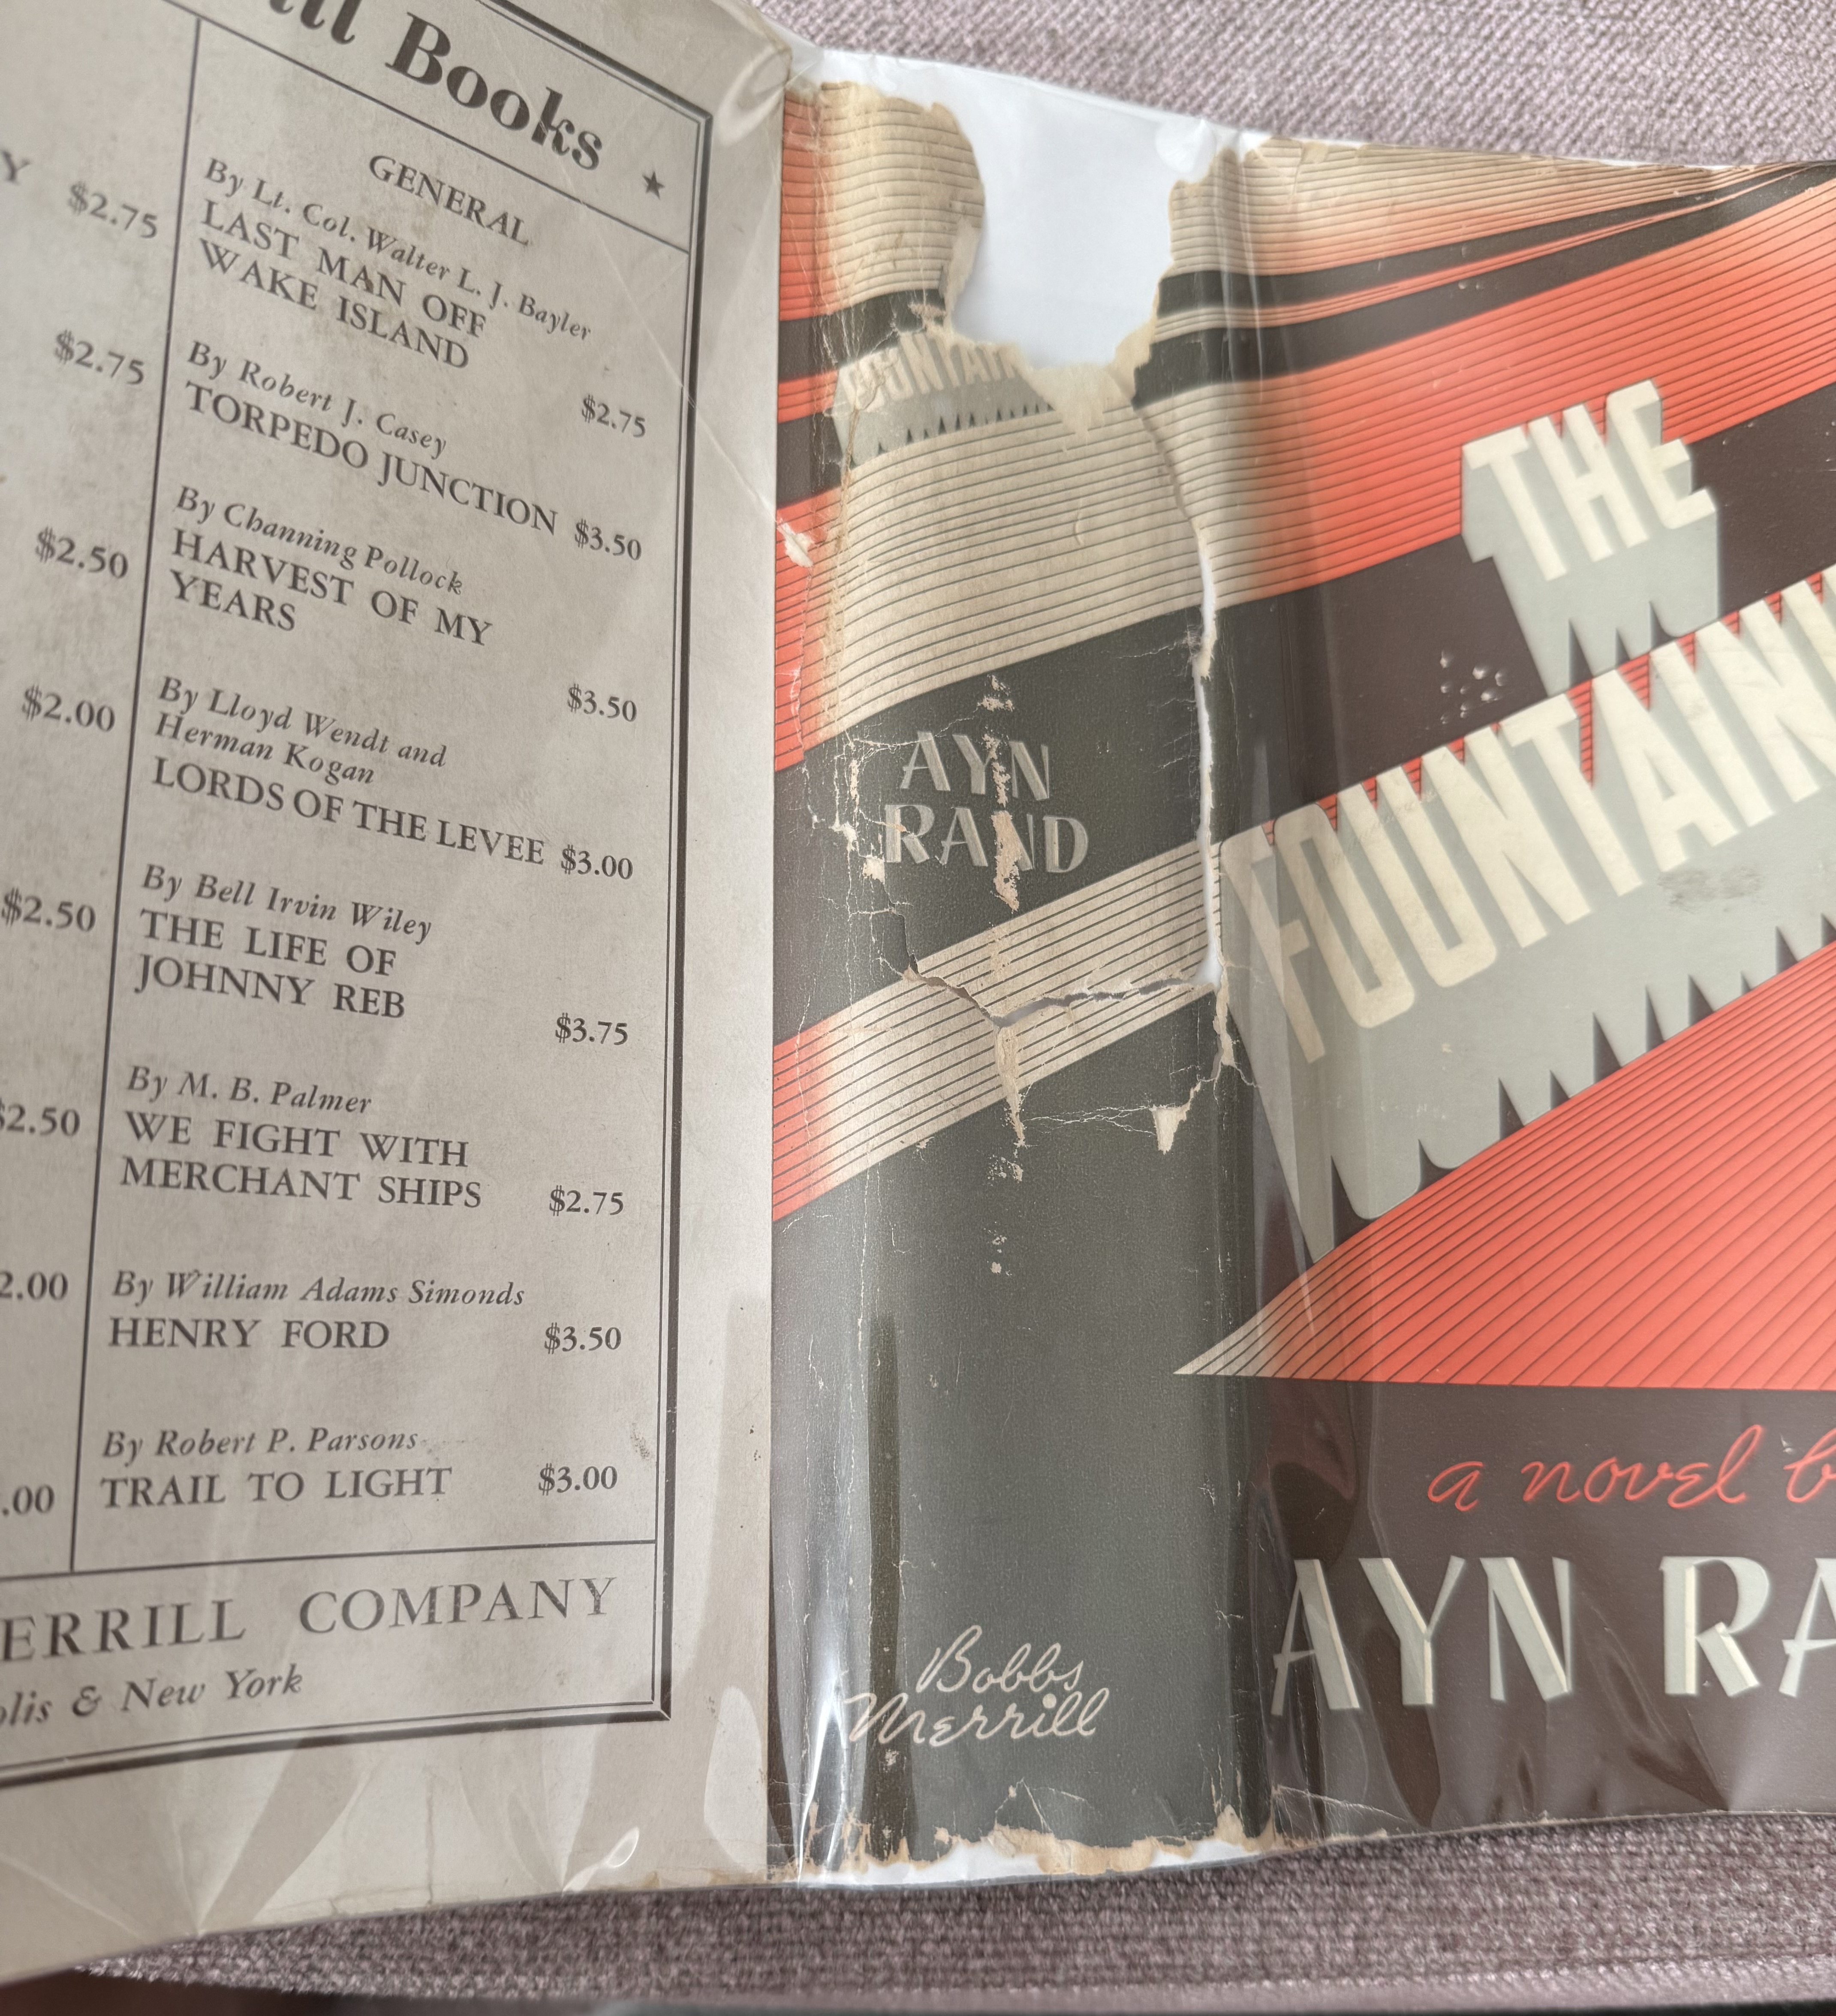 Books
GENERAL
By Lt. Col. Walter L. J. Bayler
LAST MAN OFF
WAKE ISLAND
$2.75
By Robert J. Casey
TORPEDO JUNCTION $3.50
By Channing Pollock
HARVEST OF MY
YEARS
$3.50
By Lloyd Wendt and
Herman Kogan
LORDS OF THE LEVEE $3.00
By Bell Irvin Wiley
THE LIFE OF
JOHNNY REB
$3.75
By M. B. Palmer
WE FIGHT WITH
MERCHANT SHIPS $2.75
By William Adams Simonds
HENRY FORD $3.50
By Robert P. Parsons
TRAIL TO LIGHT $3.00
Y $2.75
$2.75
$2.50
$2.00
$2.50
$2.50
2.00
.00
ERRILL COMPANY
olis & New York
FOUNTAIN
AYN
RAND
Bobbs
Merrill
THE
FOUNTAIN
a novel b
AYN RA